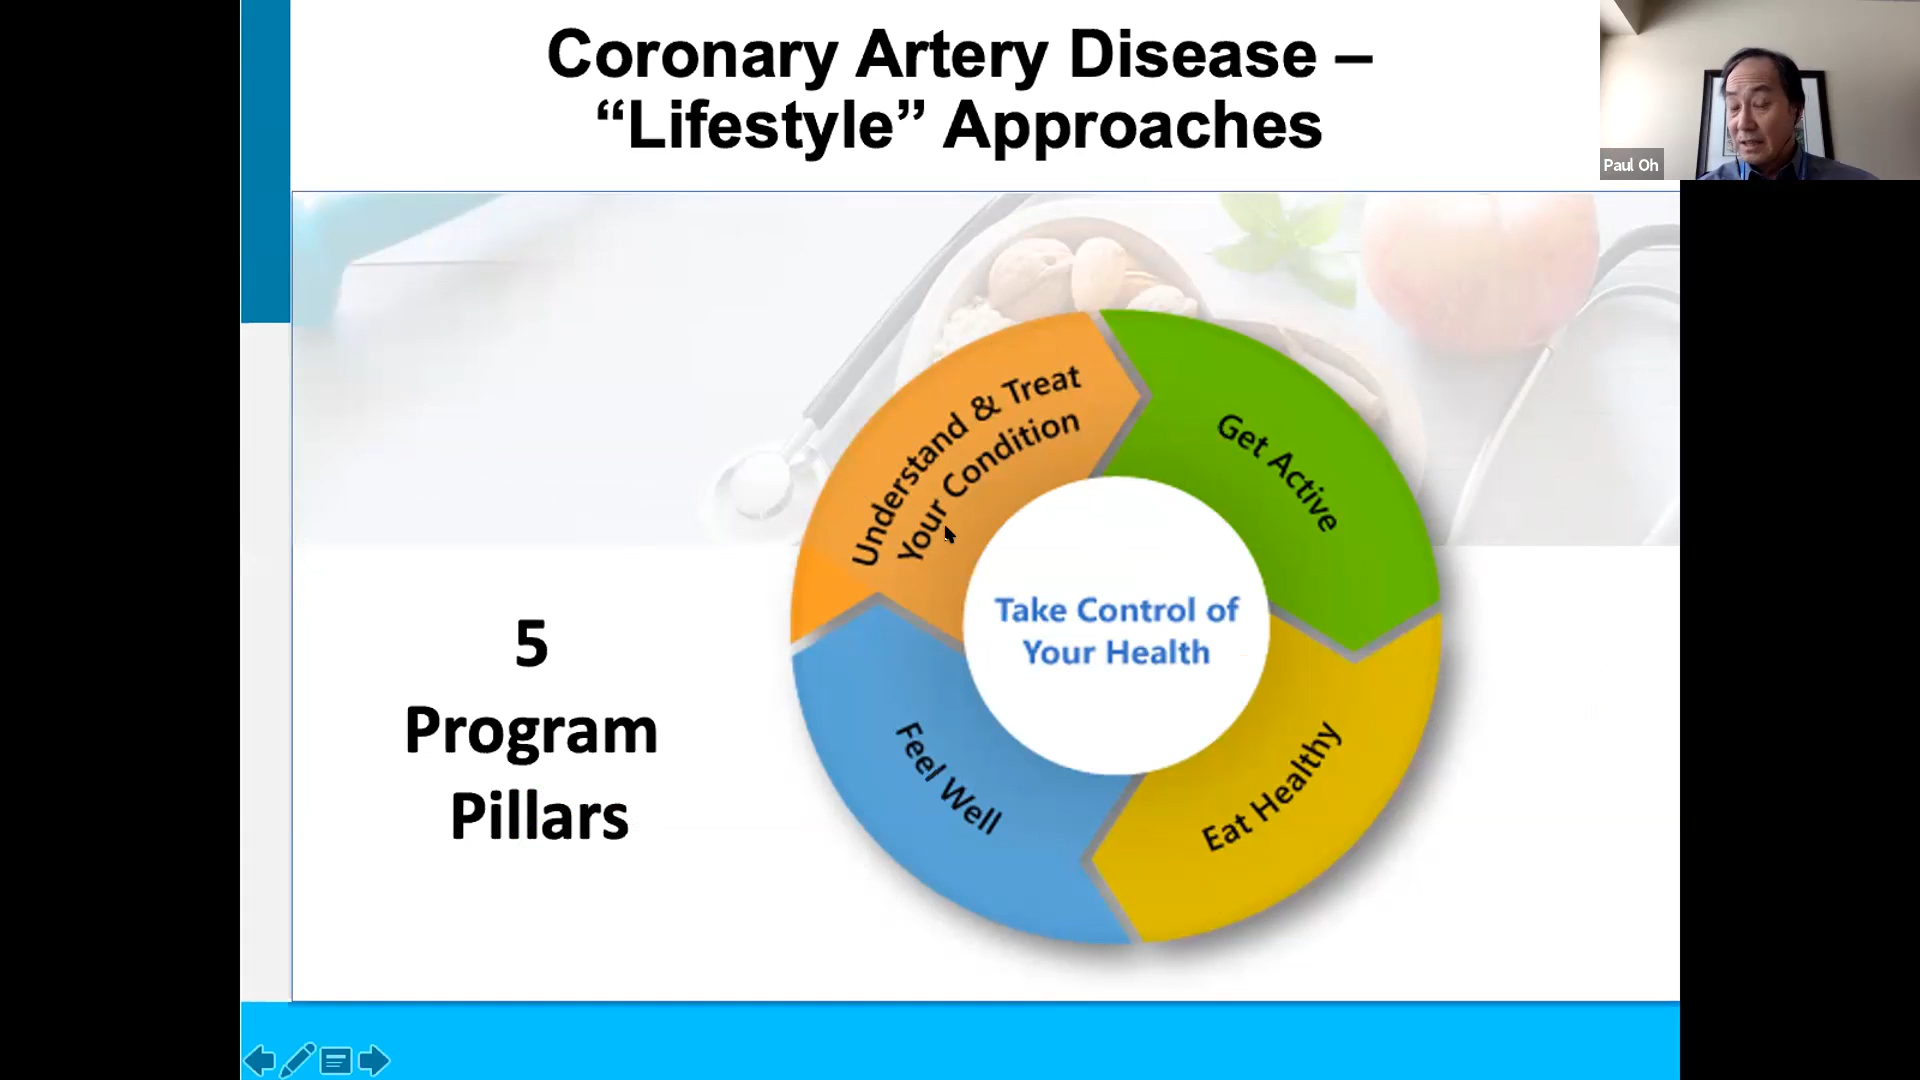 Coronary Artery Disease –
“Lifestyle” Approaches
Paul Oh
Understand & Treat
Your Condition
Get Active
Take Control of
Your Health
5
Program
Pillars
Feel Well
Eat Healthy